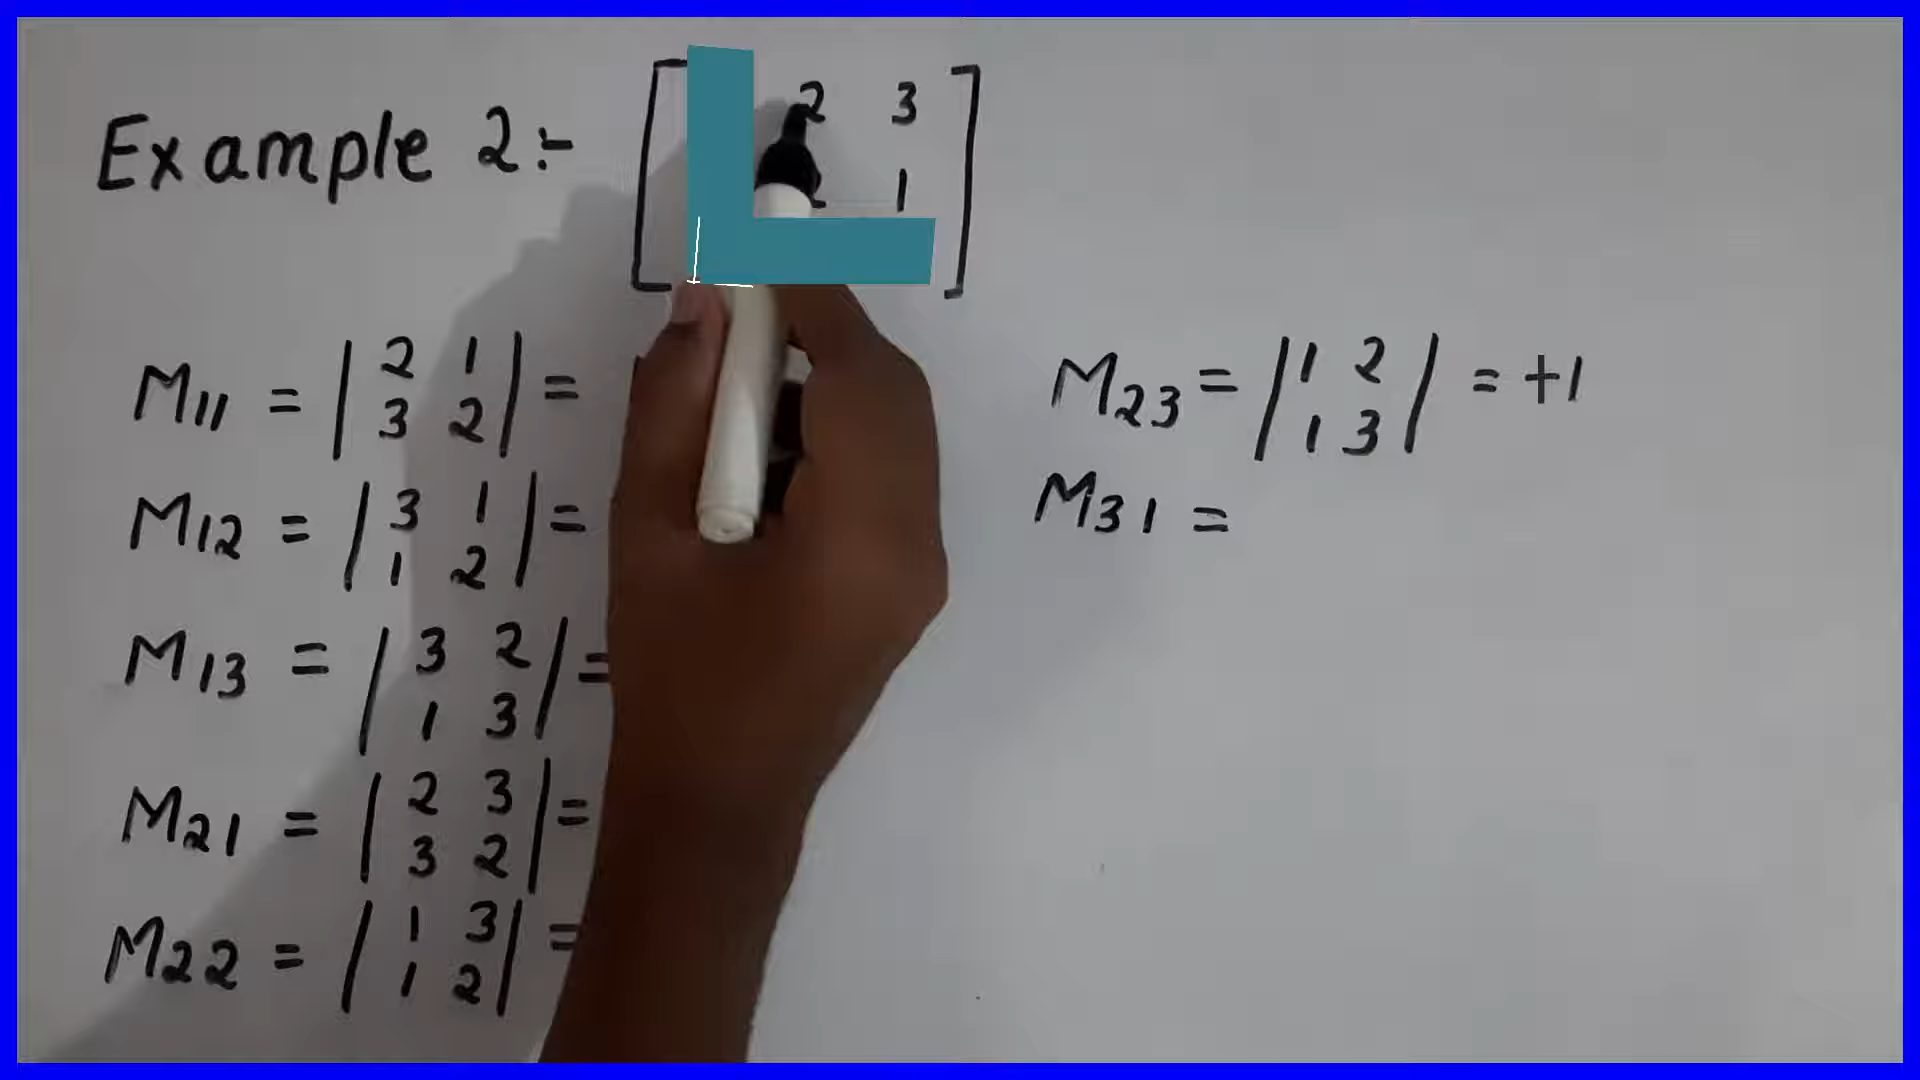 Example 2:-
2 3
1
M11 = | 2 1 | =
3 2
M12 = | 3 1 | =
1 2
M13 = | 3 2 | =
1 3
M21 = | 2 3 | =
3 2
M22 = | 1 3 | =
1 2
M23 = | 1 2 | = +1
1 3
M31 =